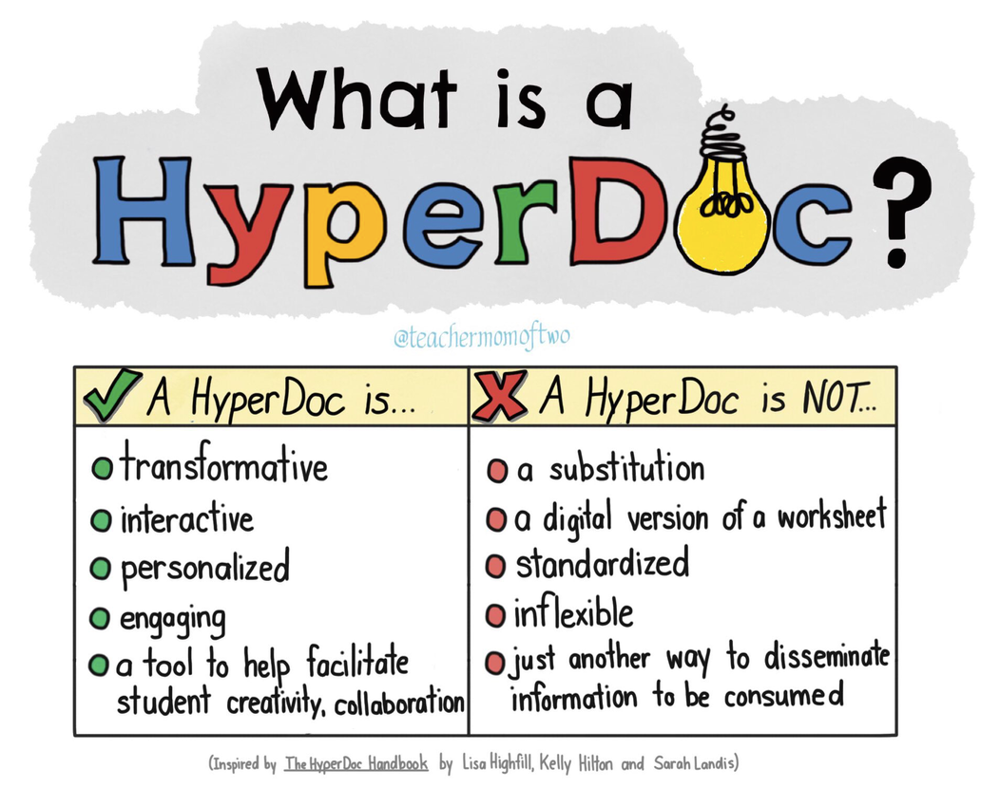 What is a
HyperDoc?
@teachermomoftwo
A HyperDoc is...
transformative
interactive
personalized
engaging
a tool to help facilitate
student creativity, collaboration
A HyperDoc is NOT...
a substitution
a digital version of a worksheet
standardized
inflexible
just another way to disseminate
information to be consumed
(Inspired by The HyperDoc Handbook by Lisa Highfill, Kelly Hilton and Sarah Landis)